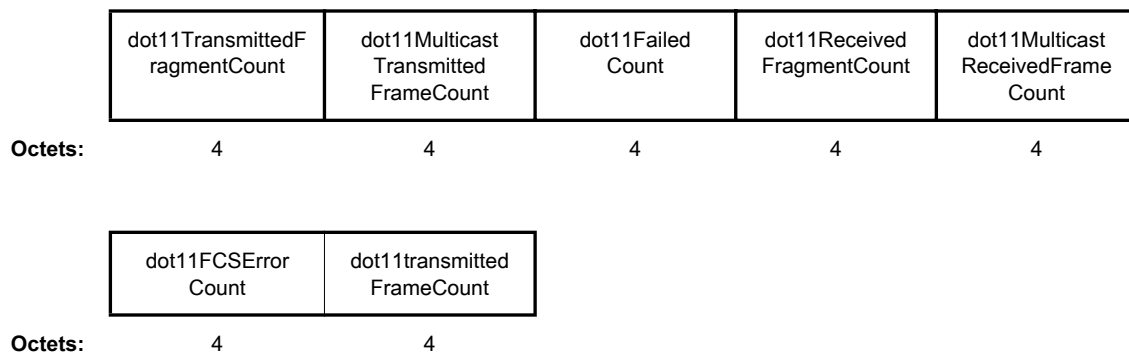 dot11TransmittedF
ragmentCount
dot11Multicast
Transmitted
FrameCount
dot11Failed
Count
dot11Received
FragmentCount
dot11Multicast
ReceivedFrame
Count
Octets: 4 4 4 4 4
dot11FCSError
Count
dot11transmitted
FrameCount
Octets: 4 4